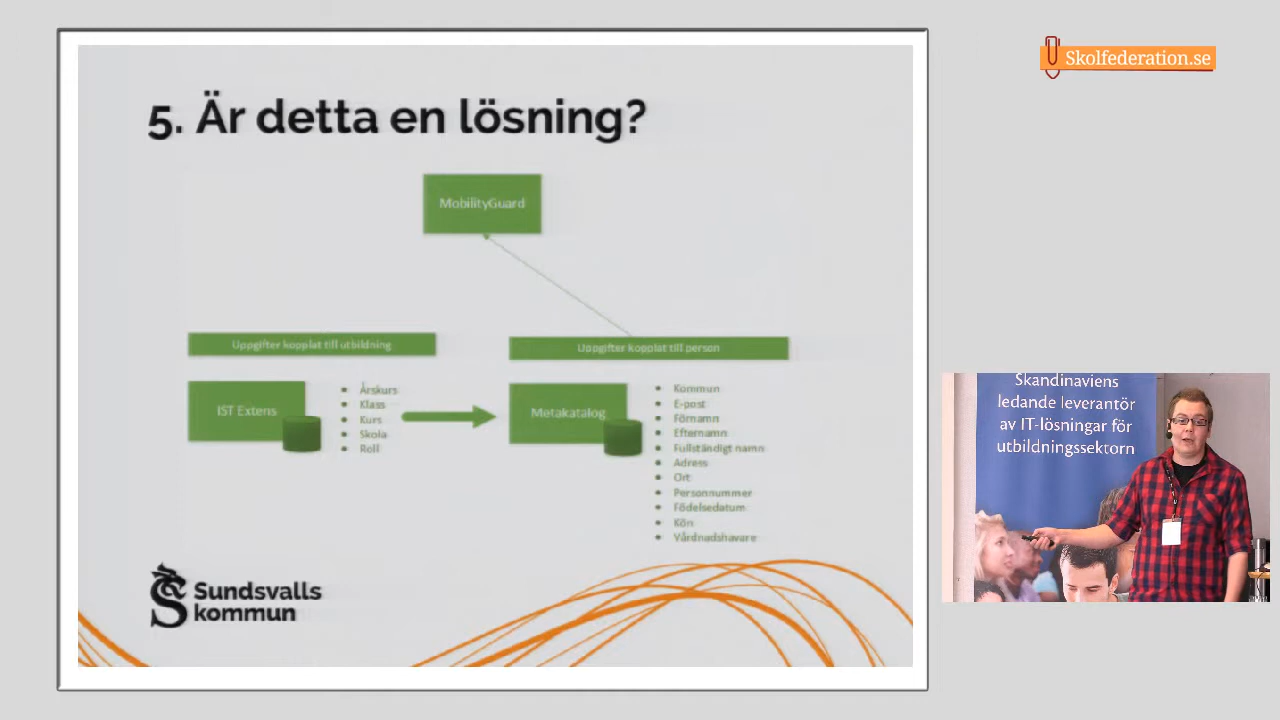 Skolfederation.se
5. Är detta en lösning?
MobilityGuard
Uppgifter kopplat till utbildning
Uppgifter kopplat till person
IST Extens
Årskurs
Klass
Kurs
Skola
Roll
Metakatalog
Kommun
E-post
Förnamn
Efternamn
Fullständigt namn
Adress
Ort
Personnummer
Födelsedatum
Kön
Vårdnadshavare
Sundsvalls
kommun
Skandinaviens
ledande leverantör
av IT-lösningar för
utbildningssektorn